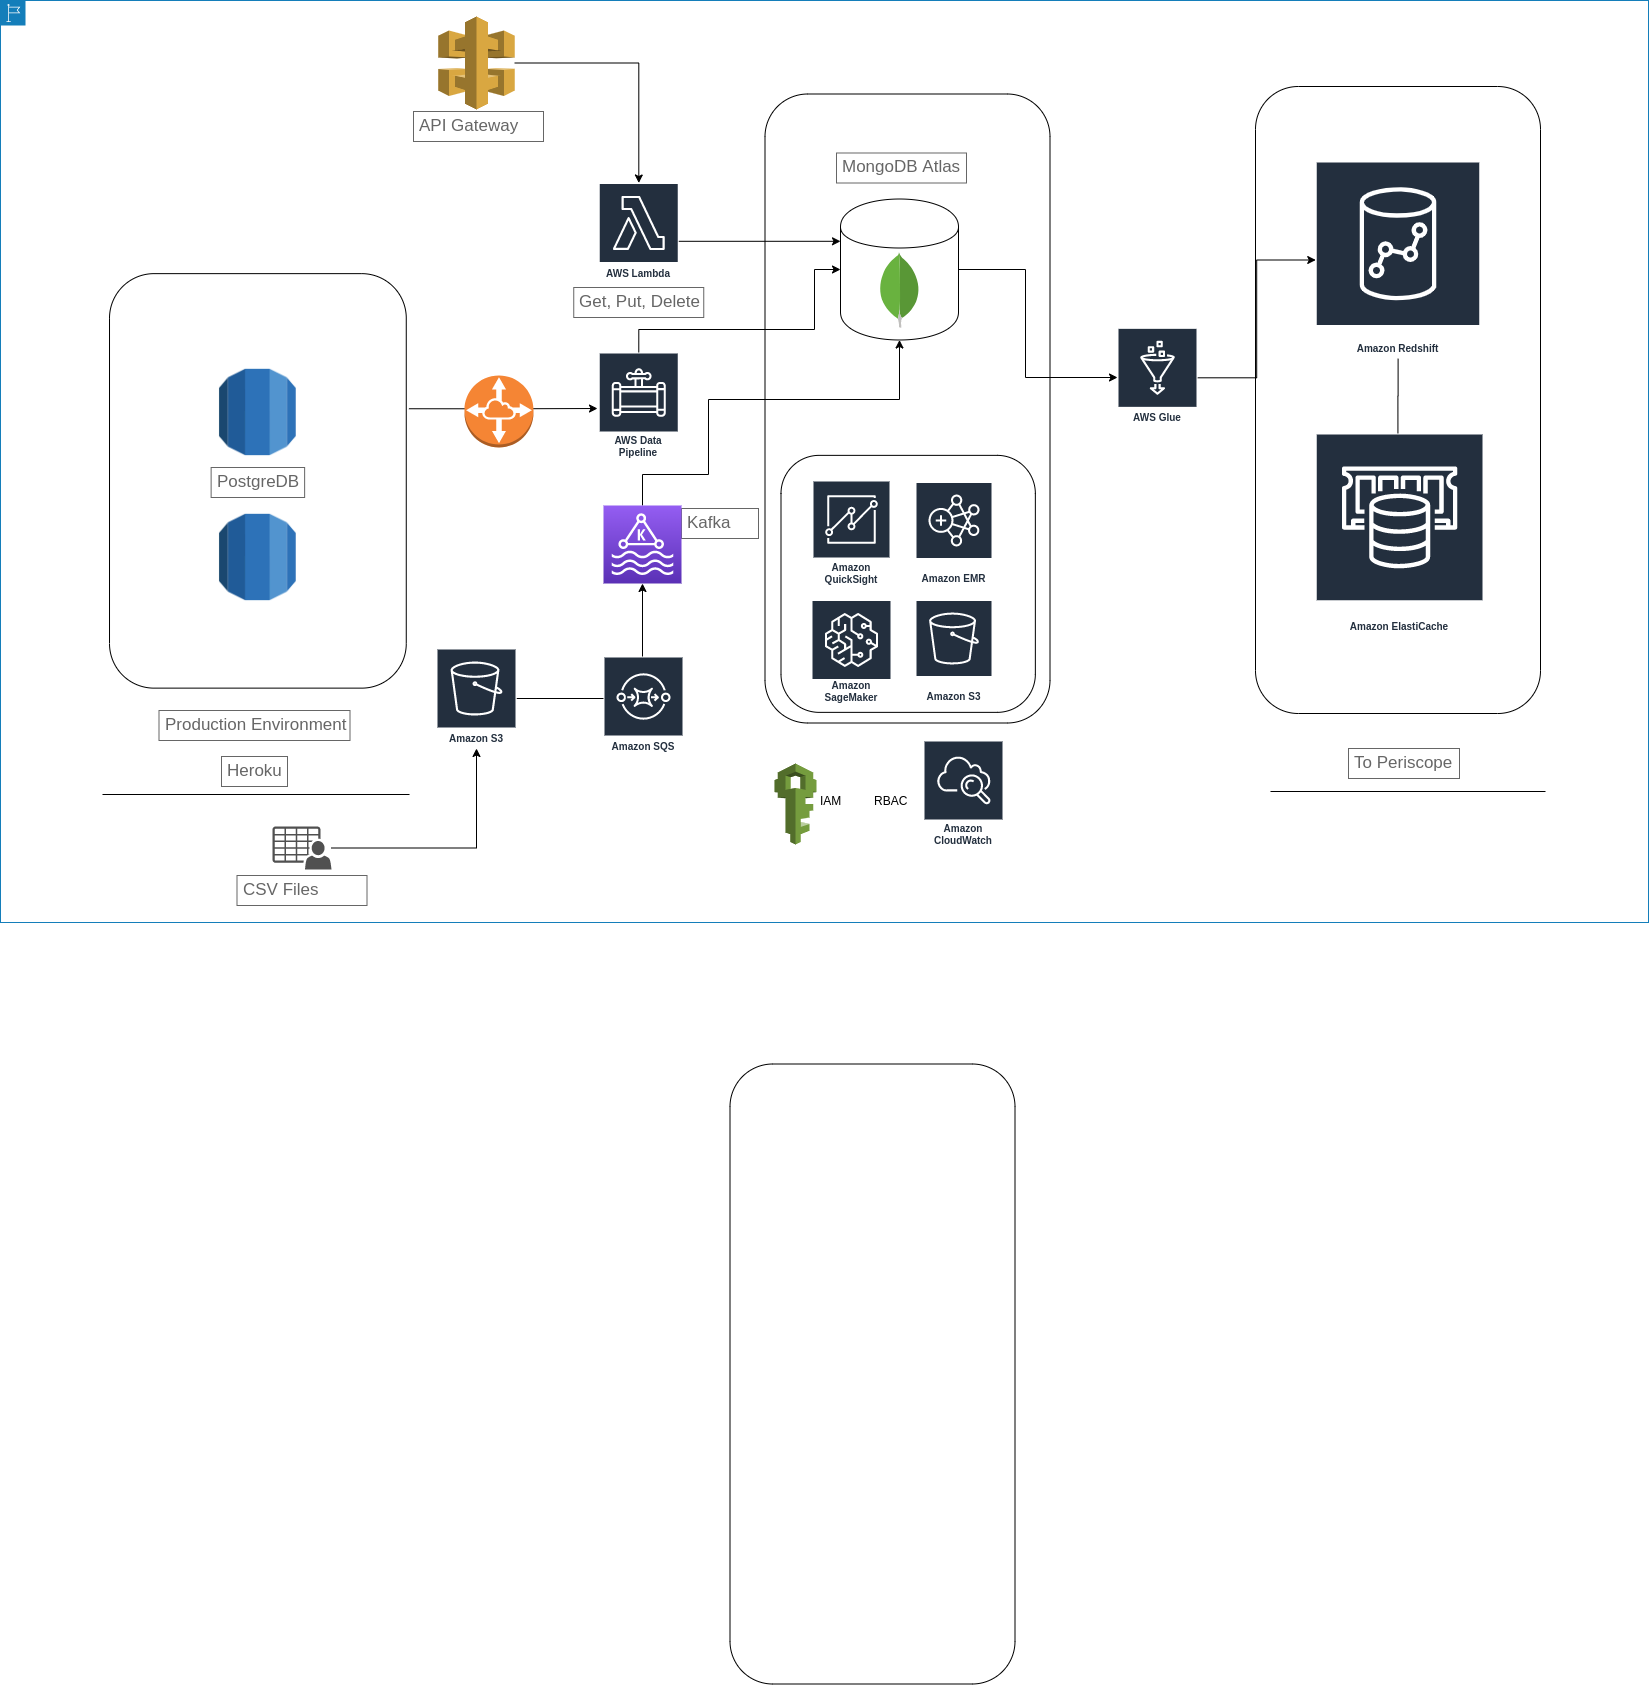 API Gateway
MongoDB Atlas
AWS Lambda
Get, Put, Delete
Amazon Redshift
AWS Glue
AWS Data
Pipeline
PostgreDB
K
Kafka
Amazon
QuickSight
Amazon EMR
Amazon ElastiCache
Amazon
SageMaker
Amazon S3
Production Environment
Amazon S3
Amazon SQS
Heroku
To Periscope
IAM
RBAC
Amazon
CloudWatch
CSV Files